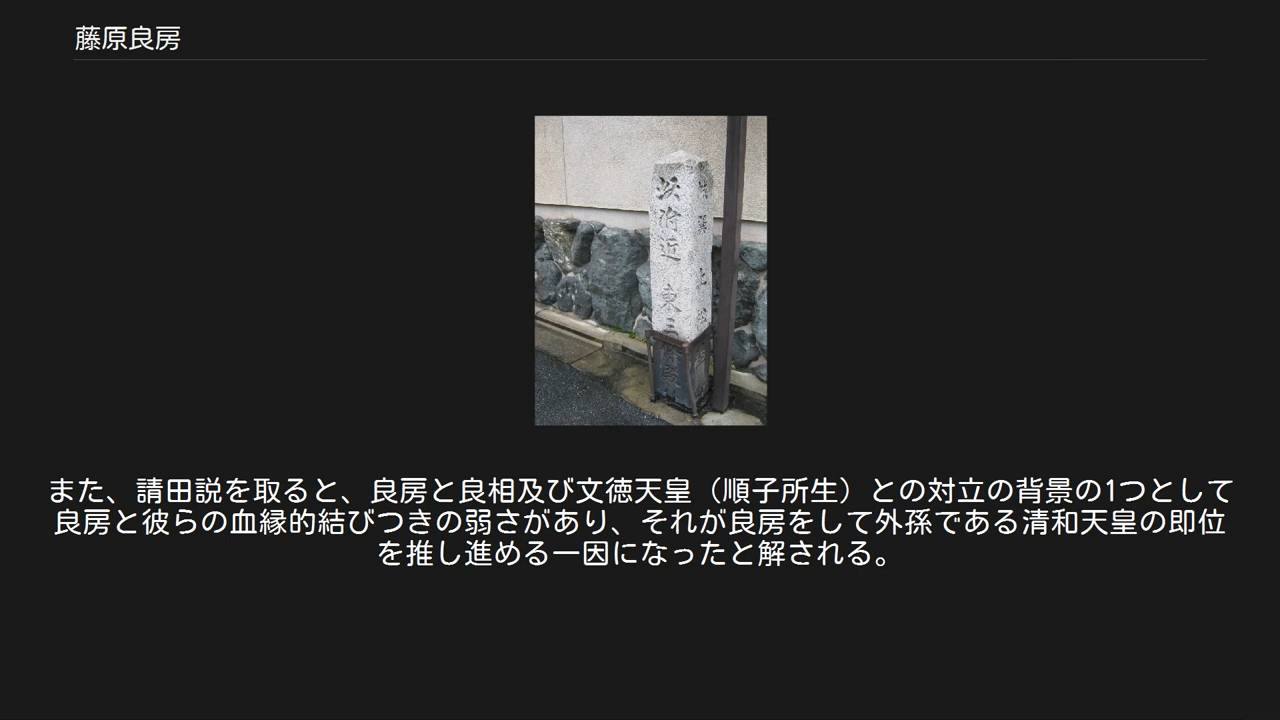 藤原良房
東三
また、請田説を取ると、良房と良相及び文徳天皇（順子所生）との対立の背景の1つとして
良房と彼らの血縁的結びつきの弱さがあり、それが良房をして外孫である清和天皇の即位
を推し進める一因になったと解される。